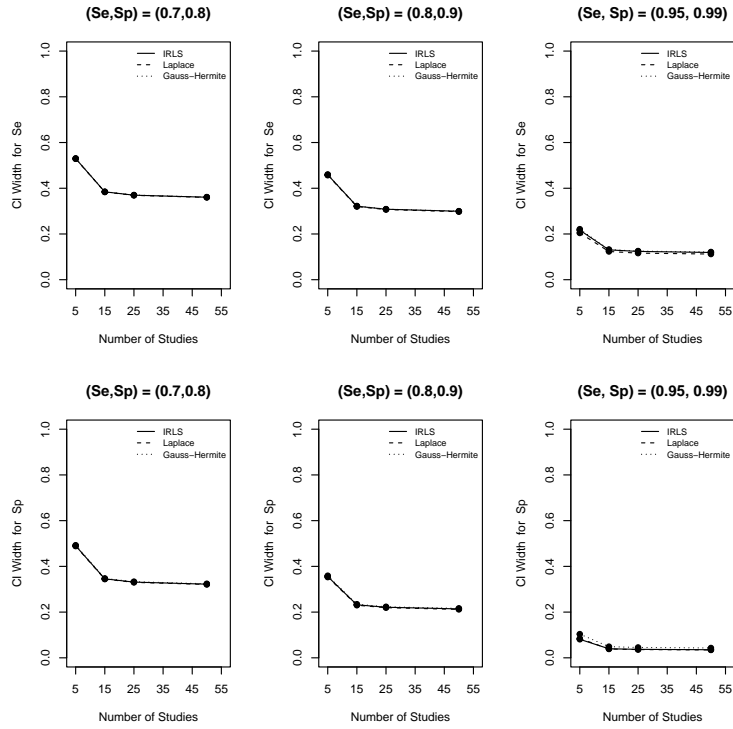 (Se,Sp) = (0.7,0.8)
CI Width for Se
0.0 0.2 0.4 0.6 0.8 1.0
IRLS
Laplace
Gauss−Hermite
5 15 25 35 45 55
Number of Studies
(Se,Sp) = (0.8,0.9)
CI Width for Se
0.0 0.2 0.4 0.6 0.8 1.0
IRLS
Laplace
Gauss−Hermite
5 15 25 35 45 55
Number of Studies
(Se, Sp) = (0.95, 0.99)
CI Width for Se
0.0 0.2 0.4 0.6 0.8 1.0
IRLS
Laplace
Gauss−Hermite
5 15 25 35 45 55
Number of Studies
(Se,Sp) = (0.7,0.8)
CI Width for Sp
0.0 0.2 0.4 0.6 0.8 1.0
IRLS
Laplace
Gauss−Hermite
5 15 25 35 45 55
Number of Studies
(Se,Sp) = (0.8,0.9)
CI Width for Sp
0.0 0.2 0.4 0.6 0.8 1.0
IRLS
Laplace
Gauss−Hermite
5 15 25 35 45 55
Number of Studies
(Se, Sp) = (0.95, 0.99)
CI Width for Sp
0.0 0.2 0.4 0.6 0.8 1.0
IRLS
Laplace
Gauss−Hermite
5 15 25 35 45 55
Number of Studies